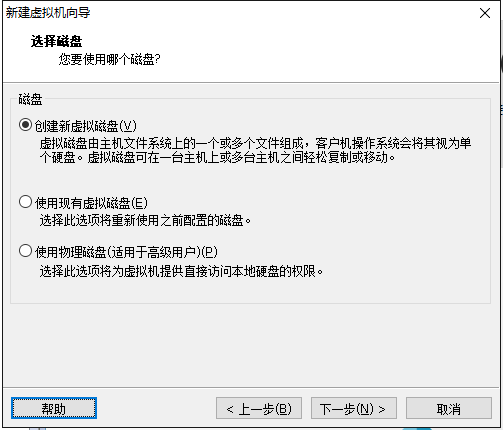 新建虚拟机向导
选择磁盘
您要使用哪个磁盘?
磁盘
创建新虚拟磁盘(V)
虚拟磁盘由主机文件系统上的一个或多个文件组成，客户机操作系统会将其视为单
个硬盘。虚拟磁盘可在一台主机上或多台主机之间轻松复制或移动。
使用现有虚拟磁盘(E)
选择此选项将重新使用之前配置的磁盘。
使用物理磁盘(适用于高级用户)(P)
选择此选项将为虚拟机提供直接访问本地硬盘的权限。
帮助 < 上一步(B) 下一步(N) > 取消